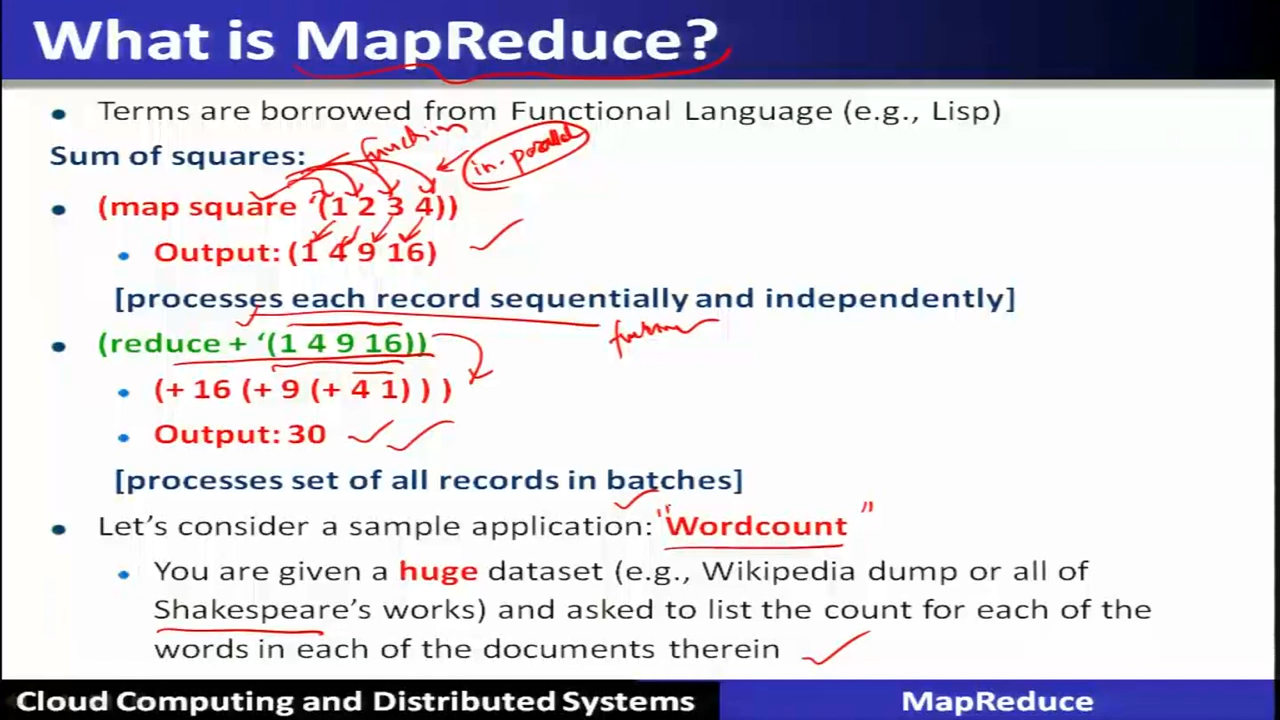 What is MapReduce?
• Terms are borrowed from Functional Language (e.g., Lisp)
Sum of squares:
function
in-parallel
• (map square ‘(1 2 3 4))
• Output: (1 4 9 16)
[processes each record sequentially and independently]
• (reduce + ‘(1 4 9 16))
• (+ 16 (+ 9 (+ 4 1) ) )
• Output: 30
[processes set of all records in batches]
• Let’s consider a sample application: "Wordcount"
• You are given a huge dataset (e.g., Wikipedia dump or all of
Shakespeare’s works) and asked to list the count for each of the
words in each of the documents therein
Cloud Computing and Distributed Systems
MapReduce